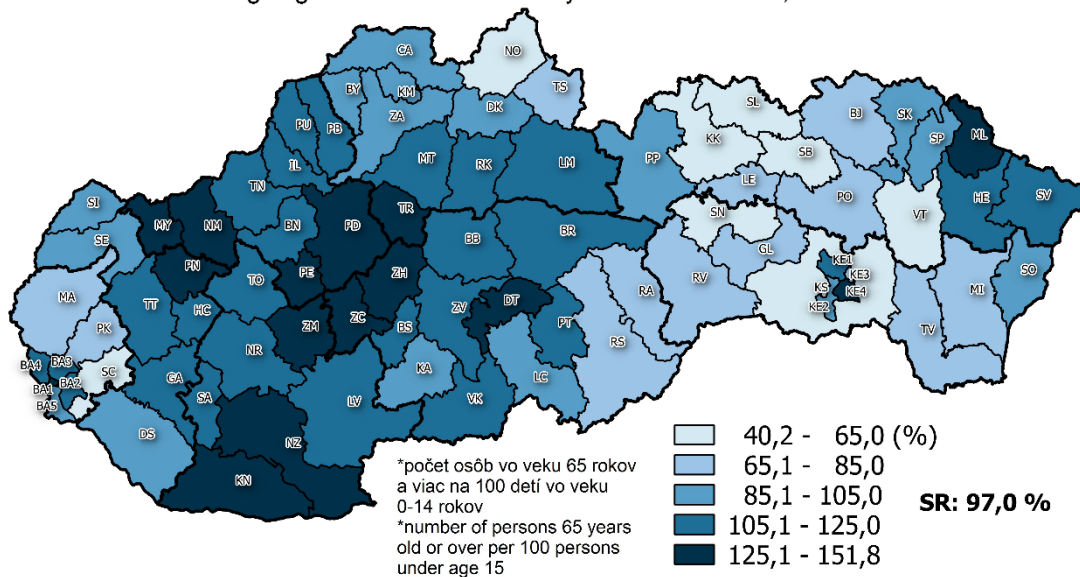 CA
NO
TS
BY
KM
ZA
DK
PU
PB
IL
MT
RK
LM
TN
PP
KK
SL
SB
BJ
SK
SP
ML
LE
PO
HE
SV
VT
SI
SE
MY
NM
PN
BN
PD
TR
BB
BR
SN
GL
RV
RA
KE1
KE3
KS
KE4
KE2
SO
MI
TV
MA
PK
TT
HC
TO
PE
ZH
ZC
ZM
BS
ZV
DT
PT
RS
BA4
BA3
BA2
BA1
BA5
SC
GA
NR
SA
KA
LC
DS
LV
VK
NZ
KN
*počet osôb vo veku 65 rokov
a viac na 100 detí vo veku
0-14 rokov
*number of persons 65 years
old or over per 100 persons
under age 15
40,2 - 65,0 (%)
65,1 - 85,0
85,1 - 105,0
105,1 - 125,0
125,1 - 151,8
SR: 97,0 %